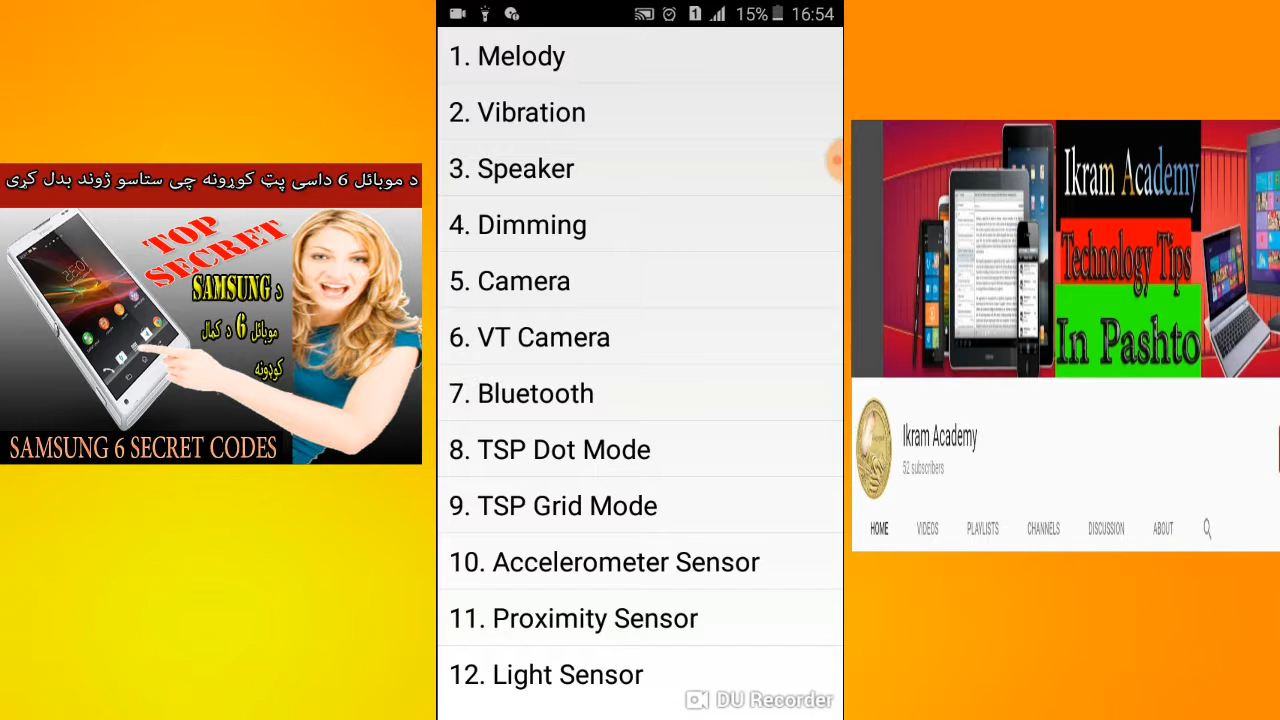 د موبائل 6 داسی پټ کوډونه چی ستاسو ژوند بدل کړی
TOP
SECRET
د SAMSUNG
موبائل 6 د کمال
کوډونه
SAMSUNG 6 SECRET CODES
15% 16:54
1. Melody
2. Vibration
3. Speaker
4. Dimming
5. Camera
6. VT Camera
7. Bluetooth
8. TSP Dot Mode
9. TSP Grid Mode
10. Accelerometer Sensor
11. Proximity Sensor
12. Light Sensor
DU Recorder
Ikram Academy
Technology Tips
In Pashto
Ikram Academy
52 subscribers
HOME VIDEOS PLAYLISTS CHANNELS DISCUSSION ABOUT